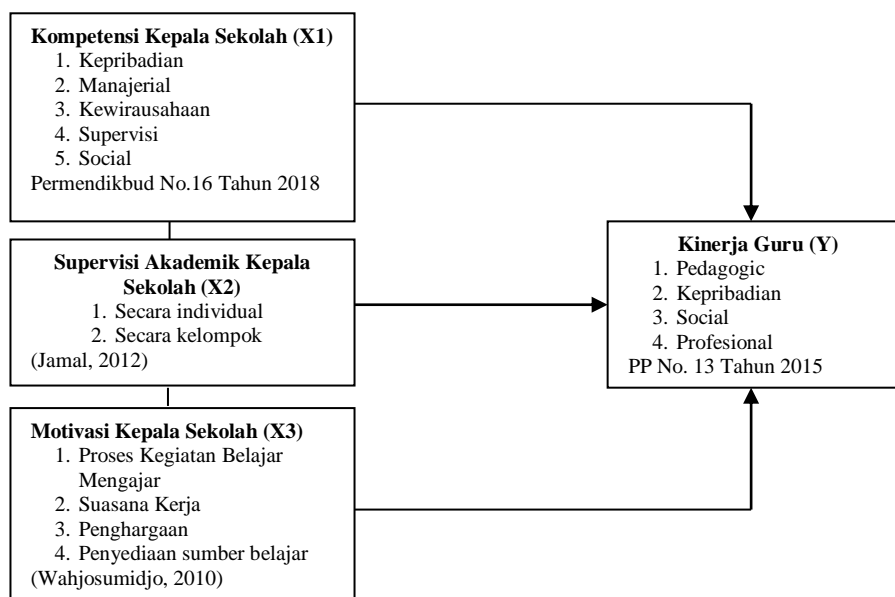 Kompetensi Kepala Sekolah (X1)
1. Kepribadian
2. Manajerial
3. Kewirausahaan
4. Supervisi
5. Social
Permendikbud No.16 Tahun 2018
Supervisi Akademik Kepala
Sekolah (X2)
1. Secara individual
2. Secara kelompok
(Jamal, 2012)
Motivasi Kepala Sekolah (X3)
1. Proses Kegiatan Belajar
Mengajar
2. Suasana Kerja
3. Penghargaan
4. Penyediaan sumber belajar
(Wahjosumidjo, 2010)
Kinerja Guru (Y)
1. Pedagogic
2. Kepribadian
3. Social
4. Profesional
PP No. 13 Tahun 2015